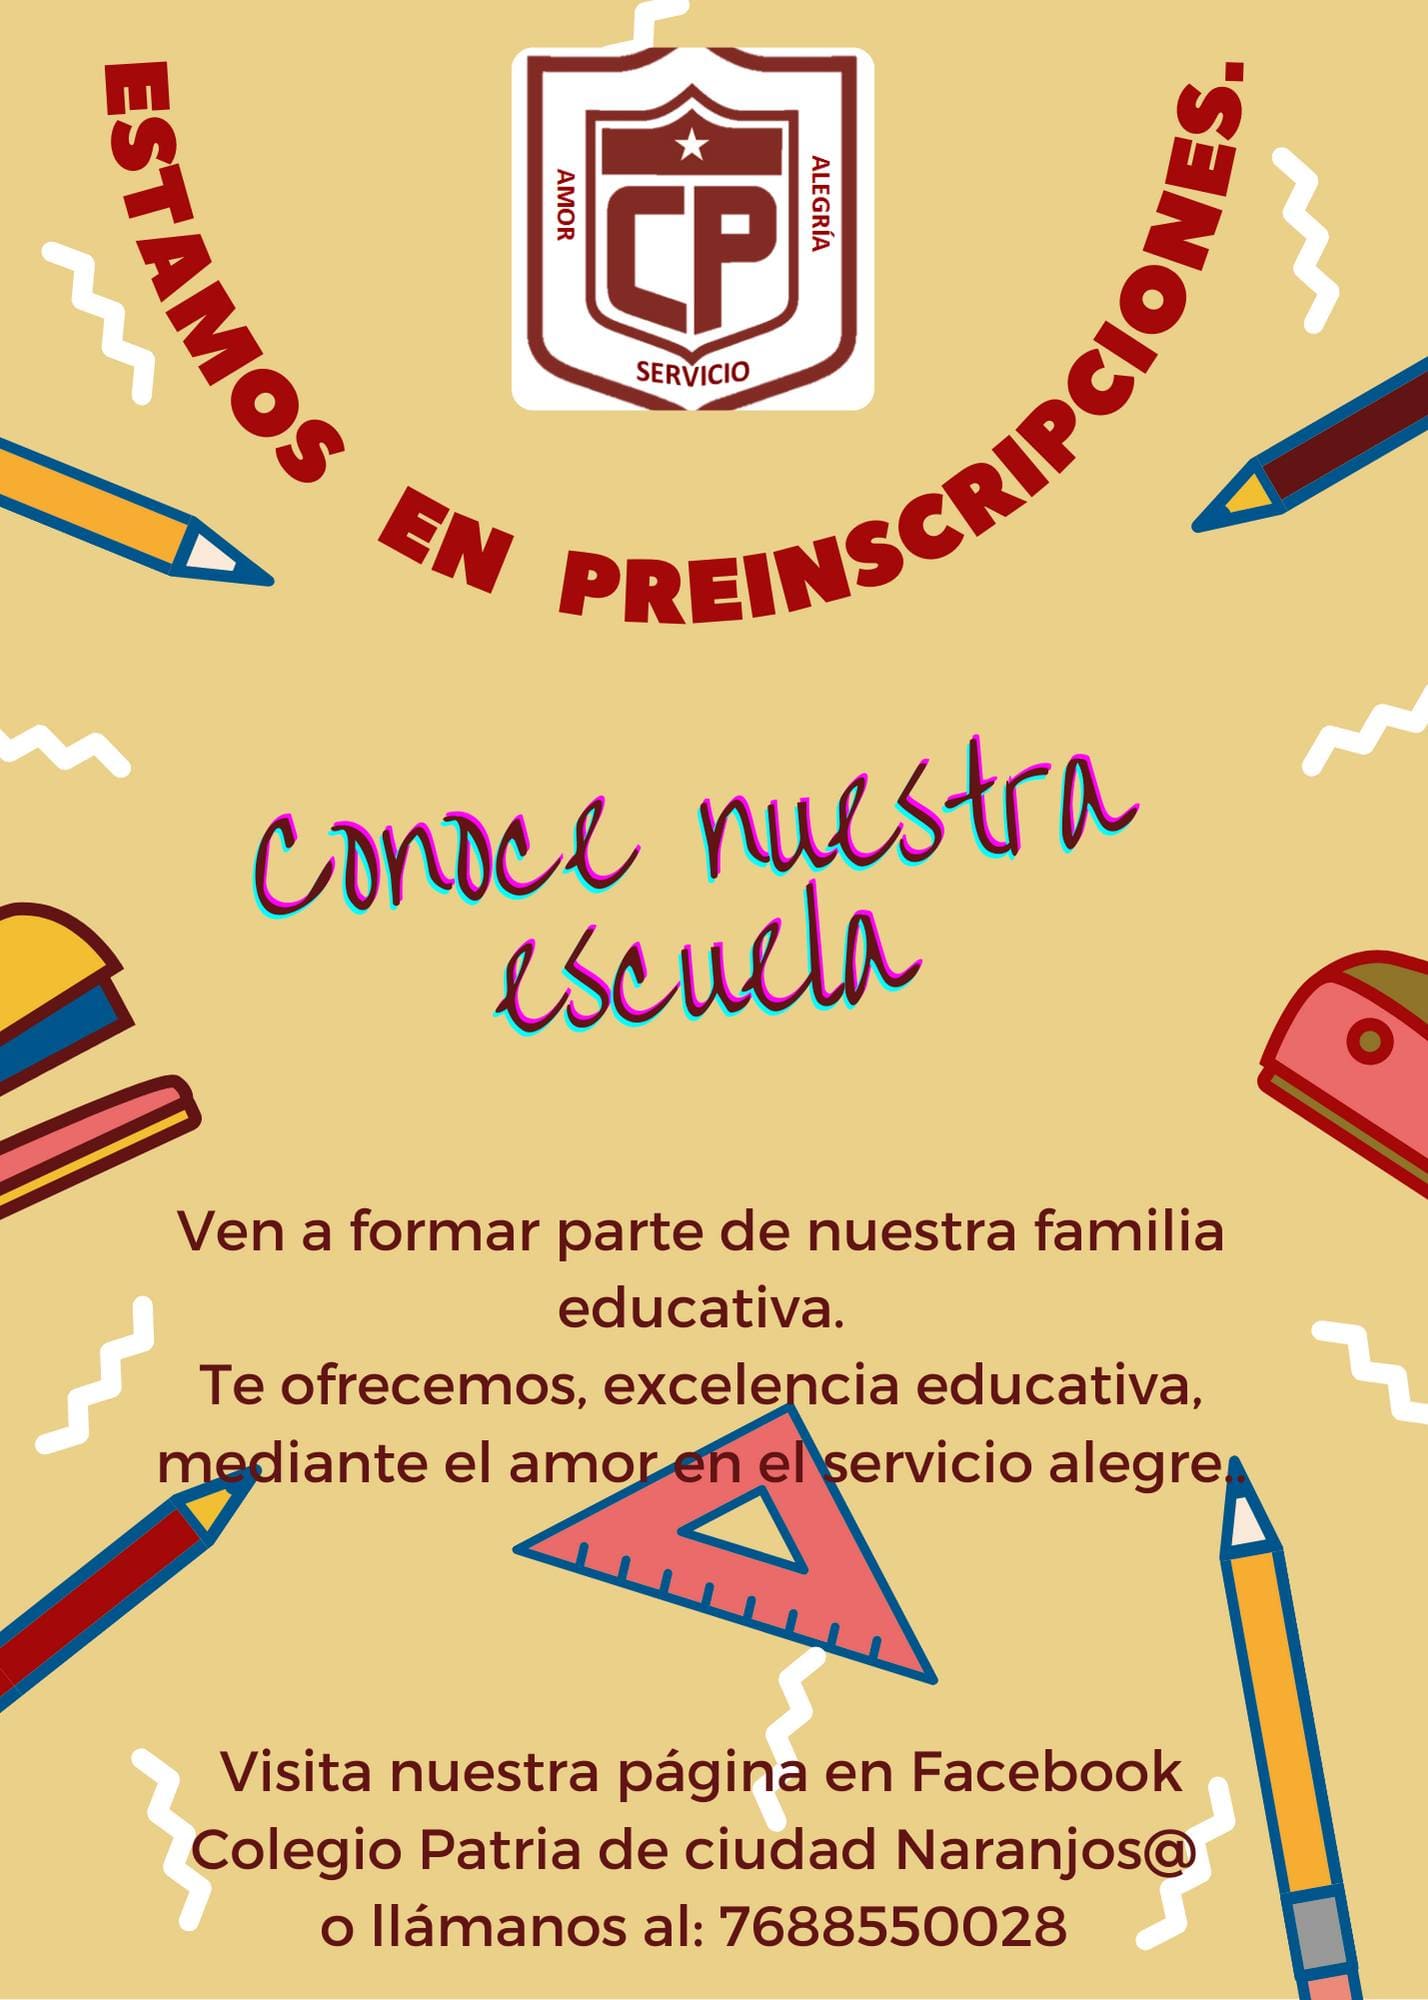 ESTAMOS EN PREINSCRIPCIONES.
AMOR
ALEGRÍA
CP
SERVICIO
Conoce nuestra
escuela
Ven a formar parte de nuestra familia
educativa.
Te ofrecemos, excelencia educativa,
mediante el amor en el servicio alegre..
Visita nuestra página en Facebook
Colegio Patria de ciudad Naranjos@
o llámanos al: 7688550028